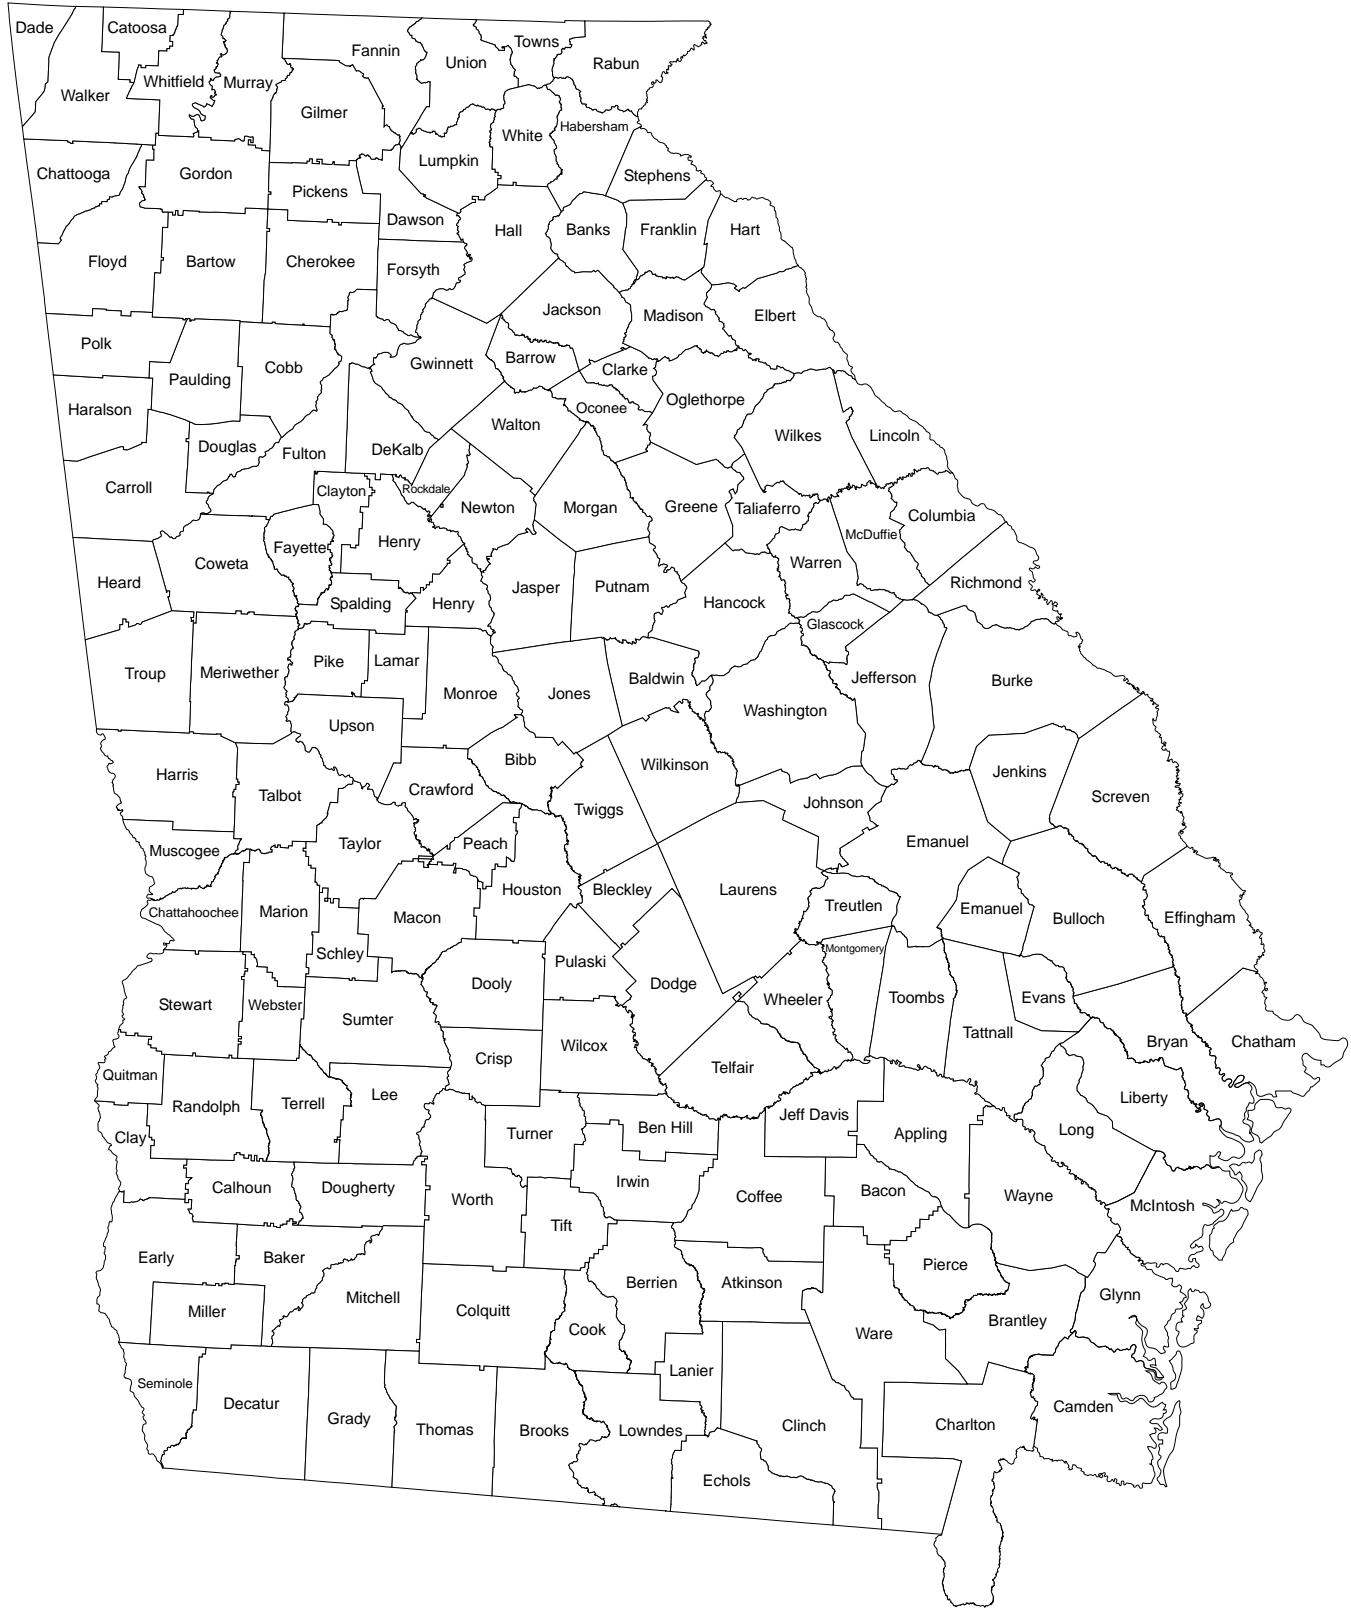 Dade
Catoosa
Fannin
Union
Towns
Rabun
Walker
Whitfield
Murray
Gilmer
White
Habersham
Lumpkin
Chattooga
Gordon
Pickens
Stephens
Dawson
Hall
Banks
Franklin
Hart
Floyd
Bartow
Cherokee
Forsyth
Jackson
Madison
Elbert
Polk
Paulding
Cobb
Gwinnett
Barrow
Clarke
Haralson
Oconee
Oglethorpe
Walton
Wilkes
Lincoln
Douglas
Fulton
DeKalb
Carroll
Clayton
Rockdale
Newton
Morgan
Greene
Taliaferro
Columbia
McDuffie
Coweta
Fayette
Henry
Warren
Heard
Jasper
Putnam
Richmond
Spalding
Henry
Hancock
Glascock
Troup
Meriwether
Pike
Lamar
Monroe
Jones
Baldwin
Jefferson
Burke
Washington
Upson
Harris
Bibb
Wilkinson
Jenkins
Talbot
Crawford
Twiggs
Johnson
Screven
Muscogee
Taylor
Peach
Emanuel
Chattahoochee
Marion
Macon
Houston
Bleckley
Laurens
Treutlen
Emanuel
Bulloch
Effingham
Schley
Pulaski
Montgomery
Stewart
Webster
Sumter
Dooly
Dodge
Wheeler
Toombs
Evans
Tattnall
Bryan
Chatham
Quitman
Crisp
Wilcox
Telfair
Randolph
Terrell
Lee
Liberty
Clay
Turner
Ben Hill
Jeff Davis
Appling
Long
Calhoun
Dougherty
Worth
Irwin
Coffee
Bacon
Wayne
McIntosh
Tift
Early
Baker
Pierce
Miller
Mitchell
Colquitt
Berrien
Atkinson
Glynn
Cook
Ware
Brantley
Seminole
Lanier
Decatur
Grady
Thomas
Brooks
Lowndes
Clinch
Charlton
Camden
Echols